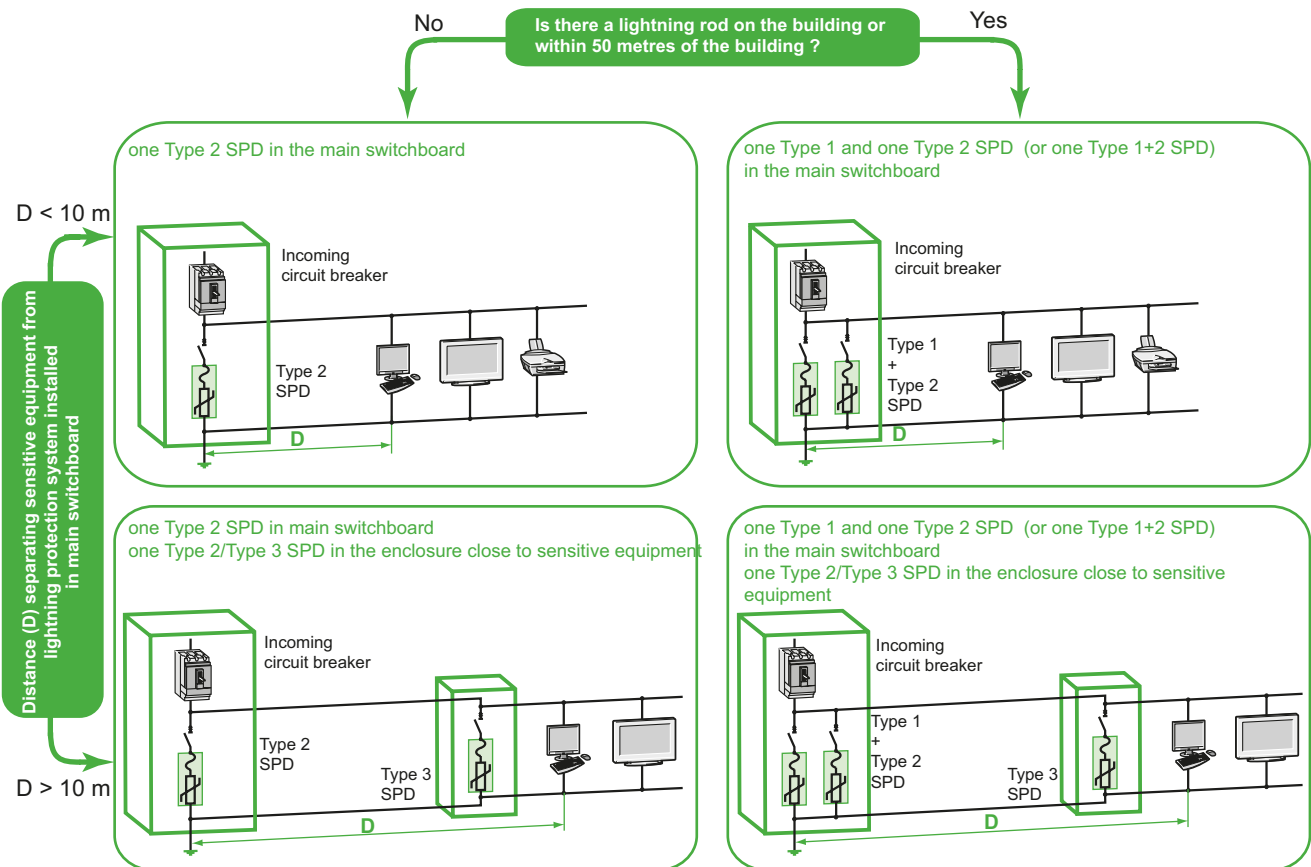 No
Is there a lightning rod on the building or
within 50 metres of the building ?
Yes
D < 10 m
Distance (D) separating sensitive equipment from
lightning protection system installed
in main switchboard
D > 10 m
one Type 2 SPD in the main switchboard
Incoming
circuit breaker
Type 2
SPD
D
one Type 1 and one Type 2 SPD (or one Type 1+2 SPD)
in the main switchboard
Incoming
circuit breaker
Type 1
+
Type 2
SPD
D
one Type 2 SPD in main switchboard
one Type 2/Type 3 SPD in the enclosure close to sensitive equipment
Incoming
circuit breaker
Type 2
SPD
Type 3
SPD
D
one Type 1 and one Type 2 SPD (or one Type 1+2 SPD)
in the main switchboard
one Type 2/Type 3 SPD in the enclosure close to sensitive
equipment
Incoming
circuit breaker
Type 1
+
Type 2
SPD
Type 3
SPD
D